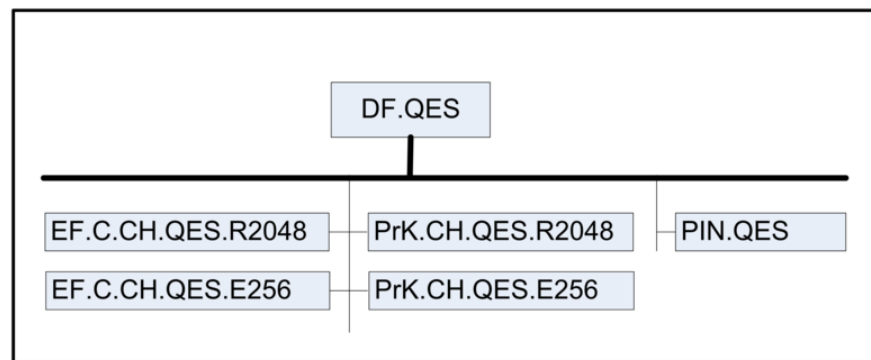 DF.QES
EF.C.CH.QES.R2048
PrK.CH.QES.R2048
PIN.QES
EF.C.CH.QES.E256
PrK.CH.QES.E256